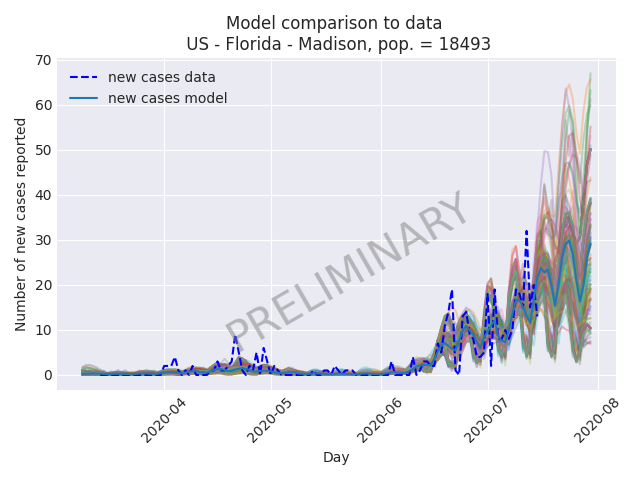 Model comparison to data
US - Florida - Madison, pop. = 18493
70
60
50
40
30
20
10
0
Number of new cases reported
new cases data
new cases model
PRELIMINARY
2020-04
2020-05
2020-06
2020-07
2020-08
Day